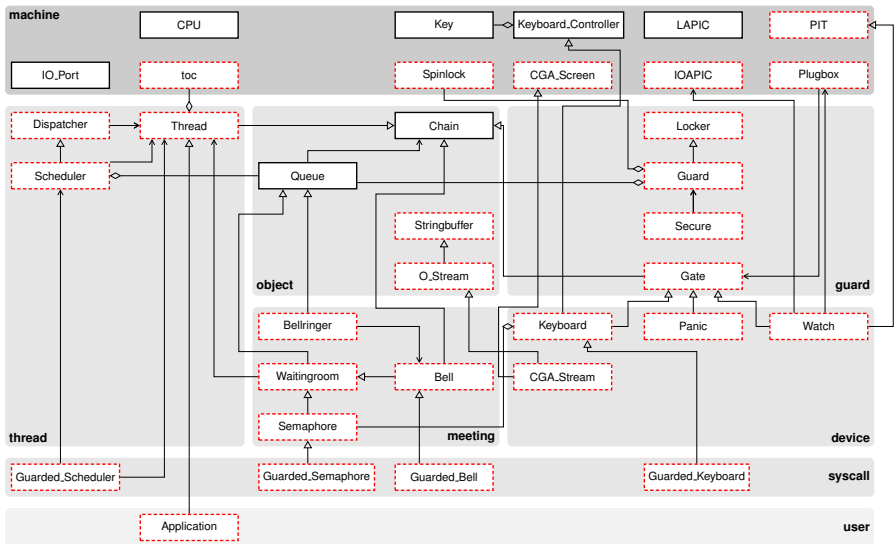 machine
CPU
Key
Keyboard_Controller
LAPIC
PIT
IO_Port
toc
Spinlock
CGA_Screen
IOAPIC
Plugbox
Dispatcher
Thread
Chain
Locker
Scheduler
Queue
Guard
Stringbuffer
Secure
O_Stream
Gate
object
guard
Bellringer
Keyboard
Panic
Watch
Waitingroom
Bell
CGA_Stream
Semaphore
thread
meeting
device
Guarded_Scheduler
Guarded_Semaphore
Guarded_Bell
Guarded_Keyboard
syscall
Application
user